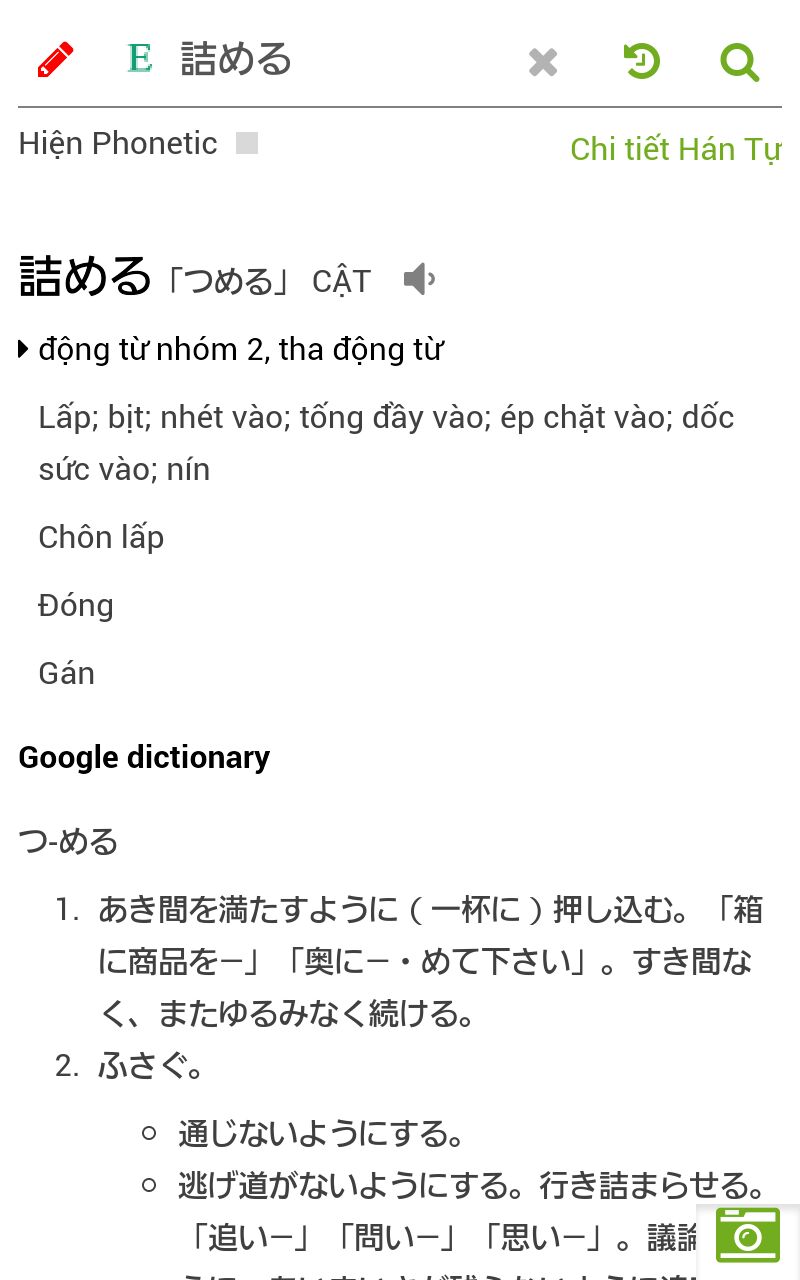 E 詰める
Hiện Phonetic
Chi tiết Hán Tự
詰める「つめる」 CẬT
động từ nhóm 2, tha động từ
Lấp; bịt; nhét vào; tống đầy vào; ép chặt vào; dốc
sức vào; nín
Chôn lấp
Đóng
Gán
Google dictionary
つ-める
1. あき間を満たすように（一杯に）押し込む。「箱
に商品を－」「奥に－・めて下さい」。すき間な
く、またゆるみなく続ける。
2. ふさぐ。
通じないようにする。
逃げ道がないようにする。行き詰まらせる。
「追い－」「問い－」「思い－」。議論